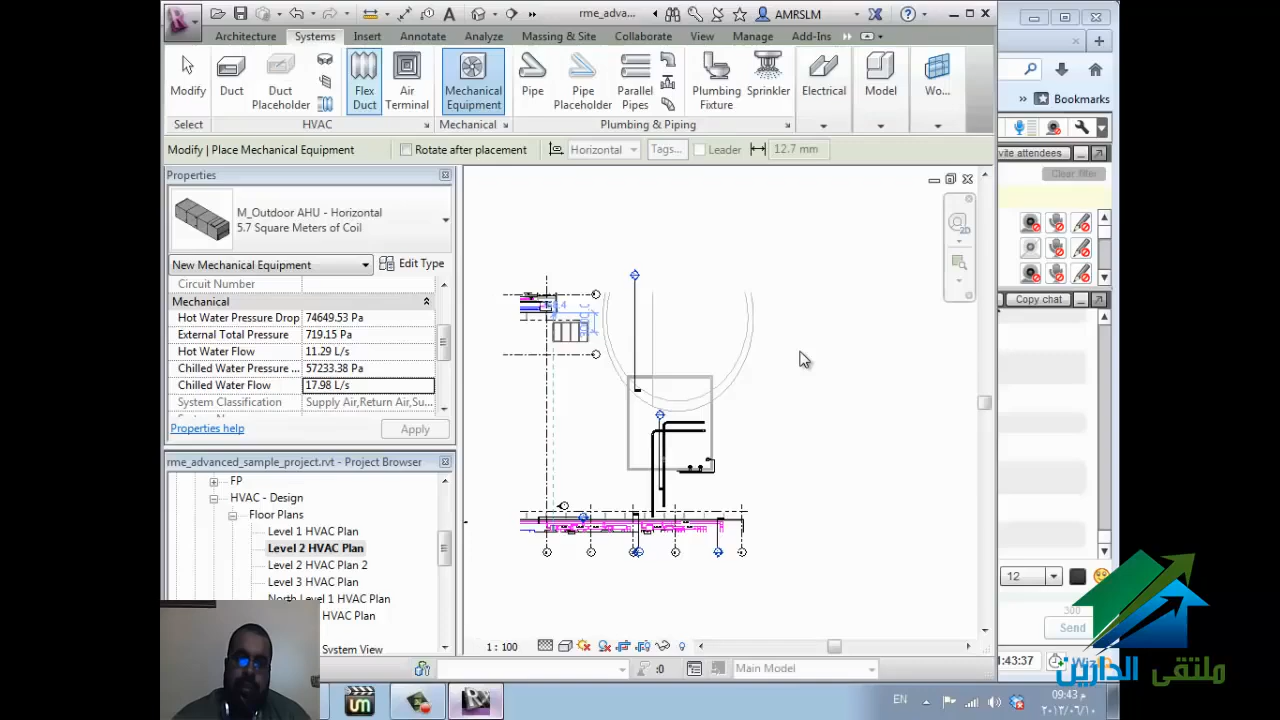 rme_adva...
AMRSLM
Architecture Systems Insert Annotate Analyze Massing & Site Collaborate View Manage Add-Ins
Modify
Duct
Duct Placeholder
Flex Duct
Air Terminal
Mechanical Equipment
Pipe
Pipe Placeholder
Parallel Pipes
Plumbing Fixture
Sprinkler
Electrical
Model
Wo...
Select HVAC Mechanical Plumbing & Piping
Modify | Place Mechanical Equipment Rotate after placement Horizontal Tags... Leader 12.7 mm
Properties
M_Outdoor AHU - Horizontal
5.7 Square Meters of Coil
New Mechanical Equipment Edit Type
Circuit Number
Mechanical
Hot Water Pressure Drop 74649.53 Pa
External Total Pressure 719.15 Pa
Hot Water Flow 11.29 L/s
Chilled Water Pressure ... 57233.38 Pa
Chilled Water Flow 17.98 L/s
System Classification Supply Air,Return Air,Su...
Properties help Apply
rme_advanced_sample_project.rvt - Project Browser
FP
HVAC - Design
Floor Plans
Level 1 HVAC Plan
Level 2 HVAC Plan
Level 2 HVAC Plan 2
Level 3 HVAC Plan
North Level 1 HVAC Plan
HVAC Plan
System View
2D
1 : 100
:0 Main Model
Bookmarks
vite attendees
Clear filter
Copy chat
12
300
Send
1:43:37
ملتقى الدارين
EN
09:43 م
٢٠١٣/٠٦/١٠